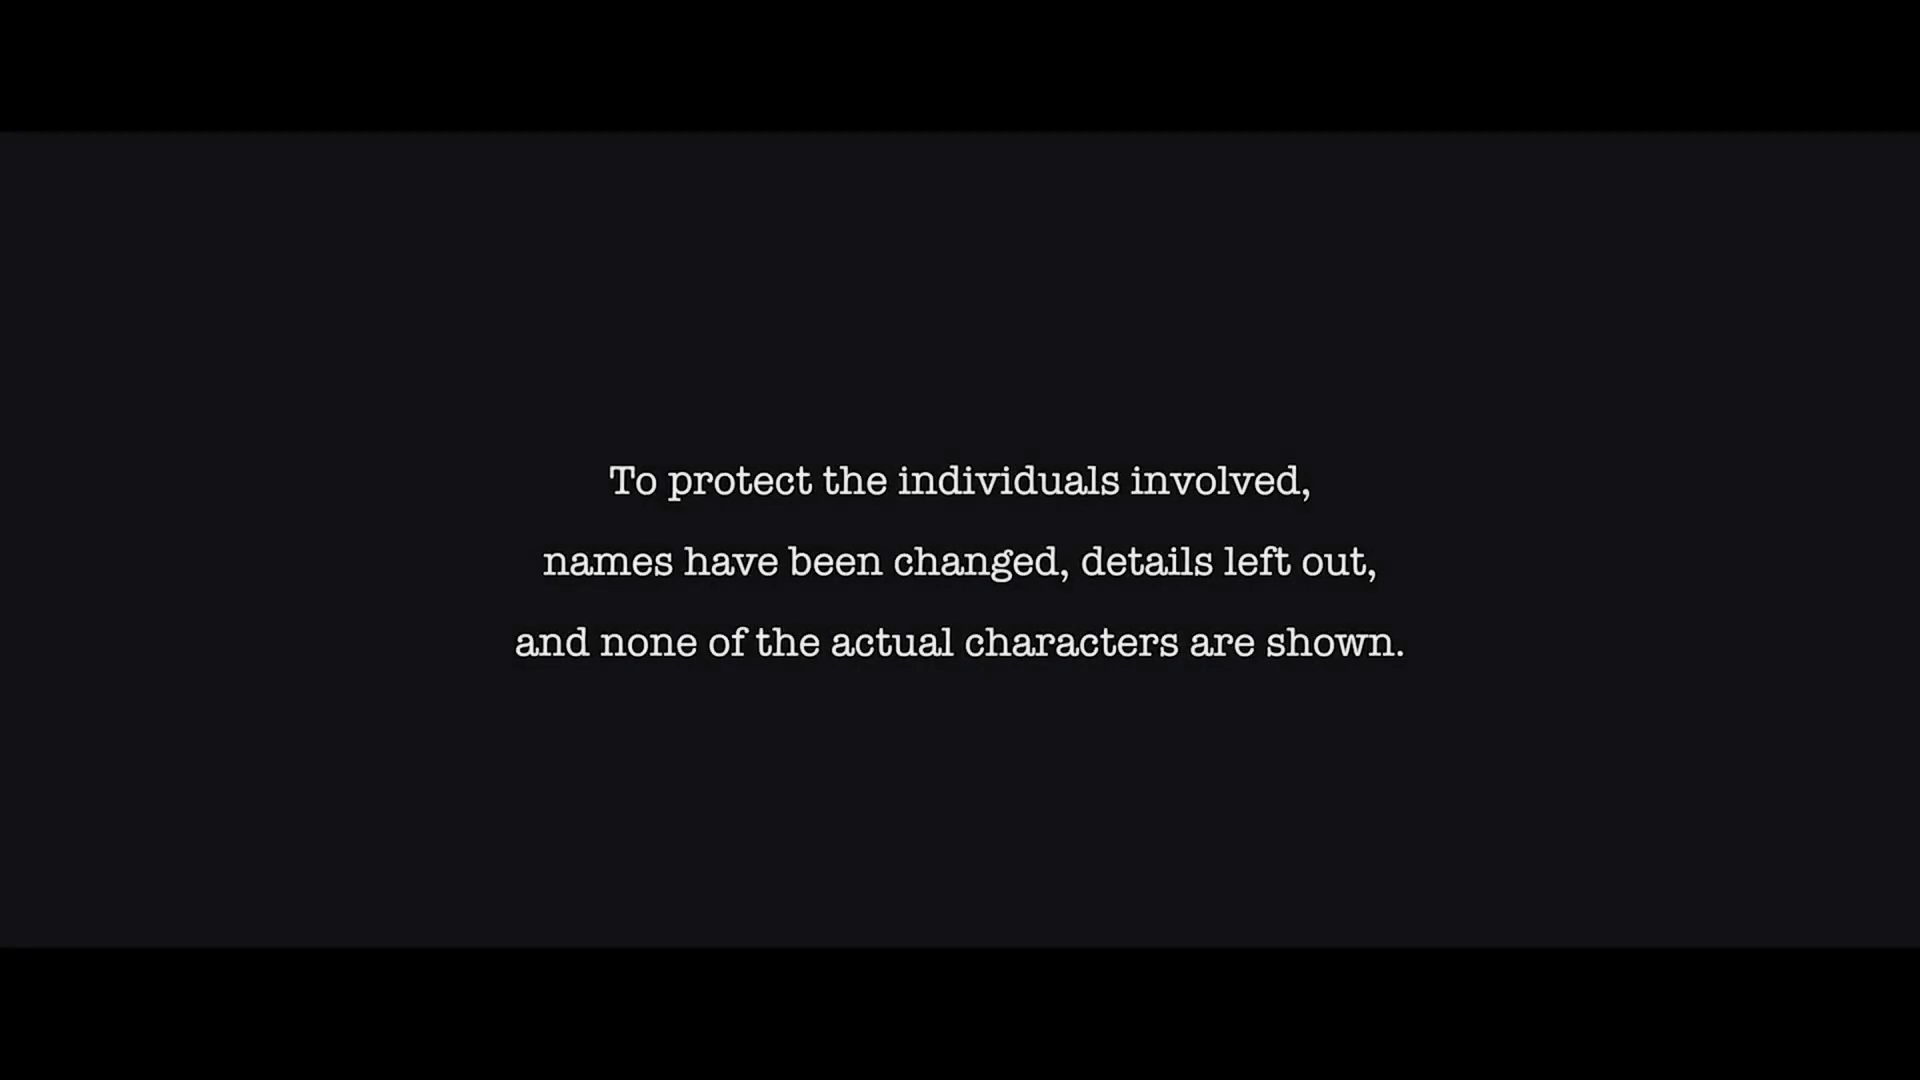 To protect the individuals involved,
names have been changed, details left out,
and none of the actual characters are shown.